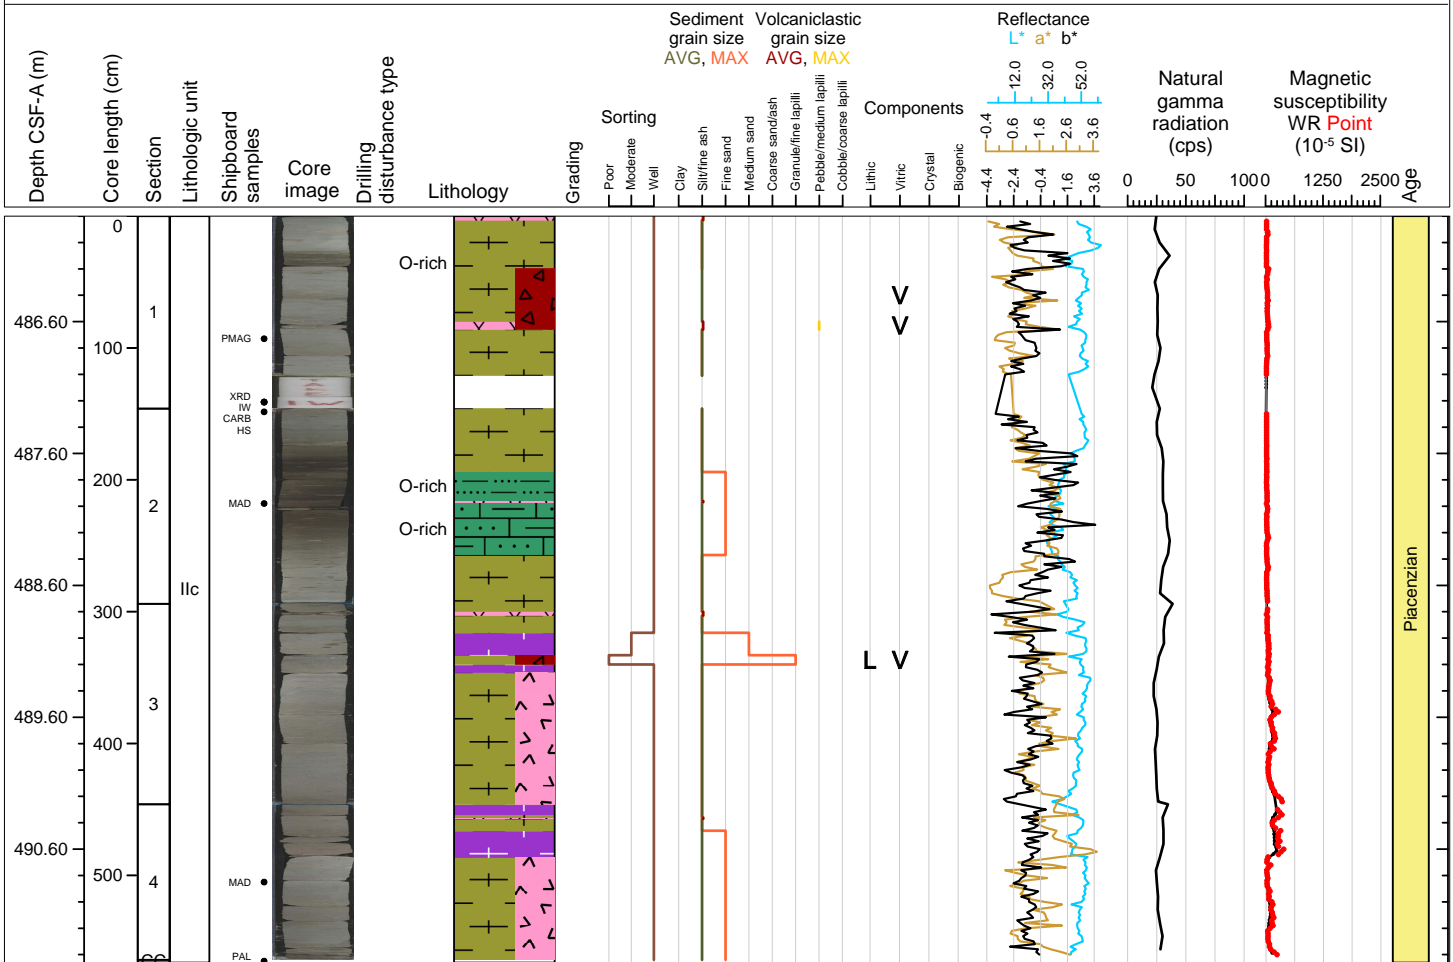 Depth CSF-A (m)
Core length (cm)
Section
Lithologic unit
Shipboard samples
Core image
Drilling disturbance type
Lithology
Grading
Sorting
Poor
Moderate
Well
Sediment grain size
AVG, MAX
Volcaniclastic grain size
AVG, MAX
Clay
Silt/fine ash
Fine sand
Medium sand
Coarse sand/ash
Granule/fine lapilli
Pebble/medium lapilli
Cobble/coarse lapilli
Components
Lithic
Vitric
Crystal
Biogenic
Reflectance
L* a* b*
12.0 32.0 52.0
-0.4 0.6 1.6 2.6 3.6
-4.4 -2.4 -0.4 1.6 3.6
Natural gamma radiation (cps)
0 50 100
Magnetic susceptibility
WR Point
(10-5 SI)
0 1250 2500
Age
0
O-rich
V
1
486.60
V
PMAG
100
XRD
IW
CARB
HS
487.60
200
O-rich
2
MAD
O-rich
488.60
IIc
Piacenzian
300
L V
3
489.60
400
490.60
500
4
MAD
CC
PAL